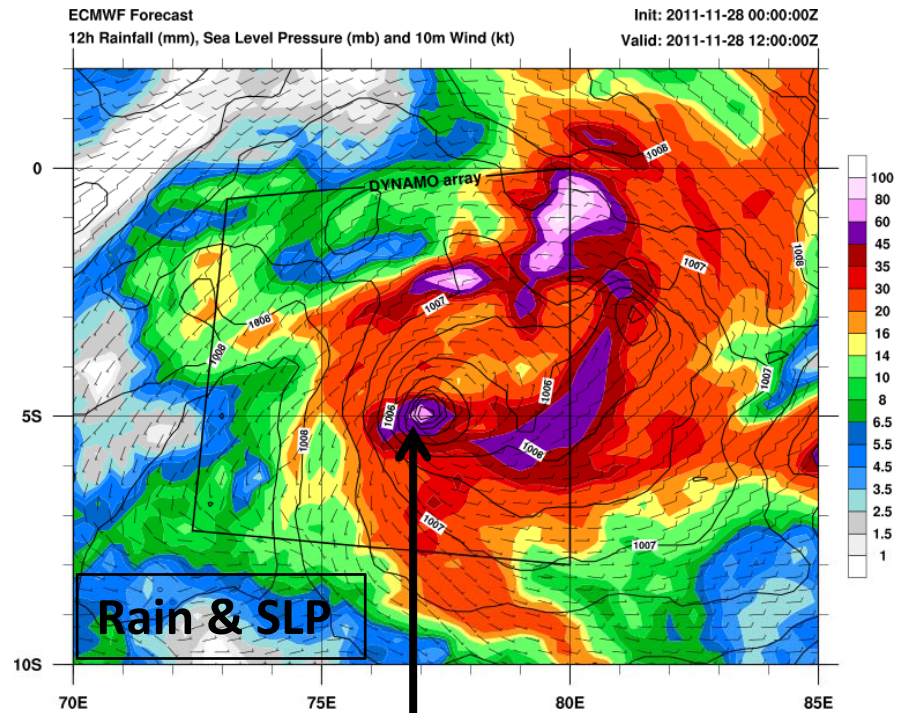 ECMWF Forecast
Init: 2011-11-28 00:00:00Z
12h Rainfall (mm), Sea Level Pressure (mb) and 10m Wind (kt)
Valid: 2011-11-28 12:00:00Z
1008
0
DYNAMO array
100
80
60
45
35
30
20
16
14
10
8
6.5
5.5
4.5
3.5
2.5
1.5
1
1008
1007
1007
1008
1008
1007
1006
1006
5S
1008
1008
1007
1007
Rain & SLP
10S
70E
75E
80E
85E